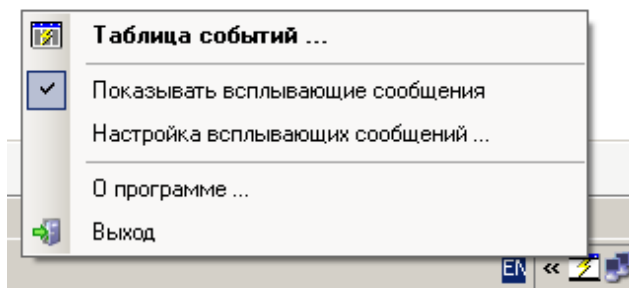 Таблица событий ...
Показывать всплывающие сообщения
Настройка всплывающих сообщений ...
О программе ...
Выход
EN «